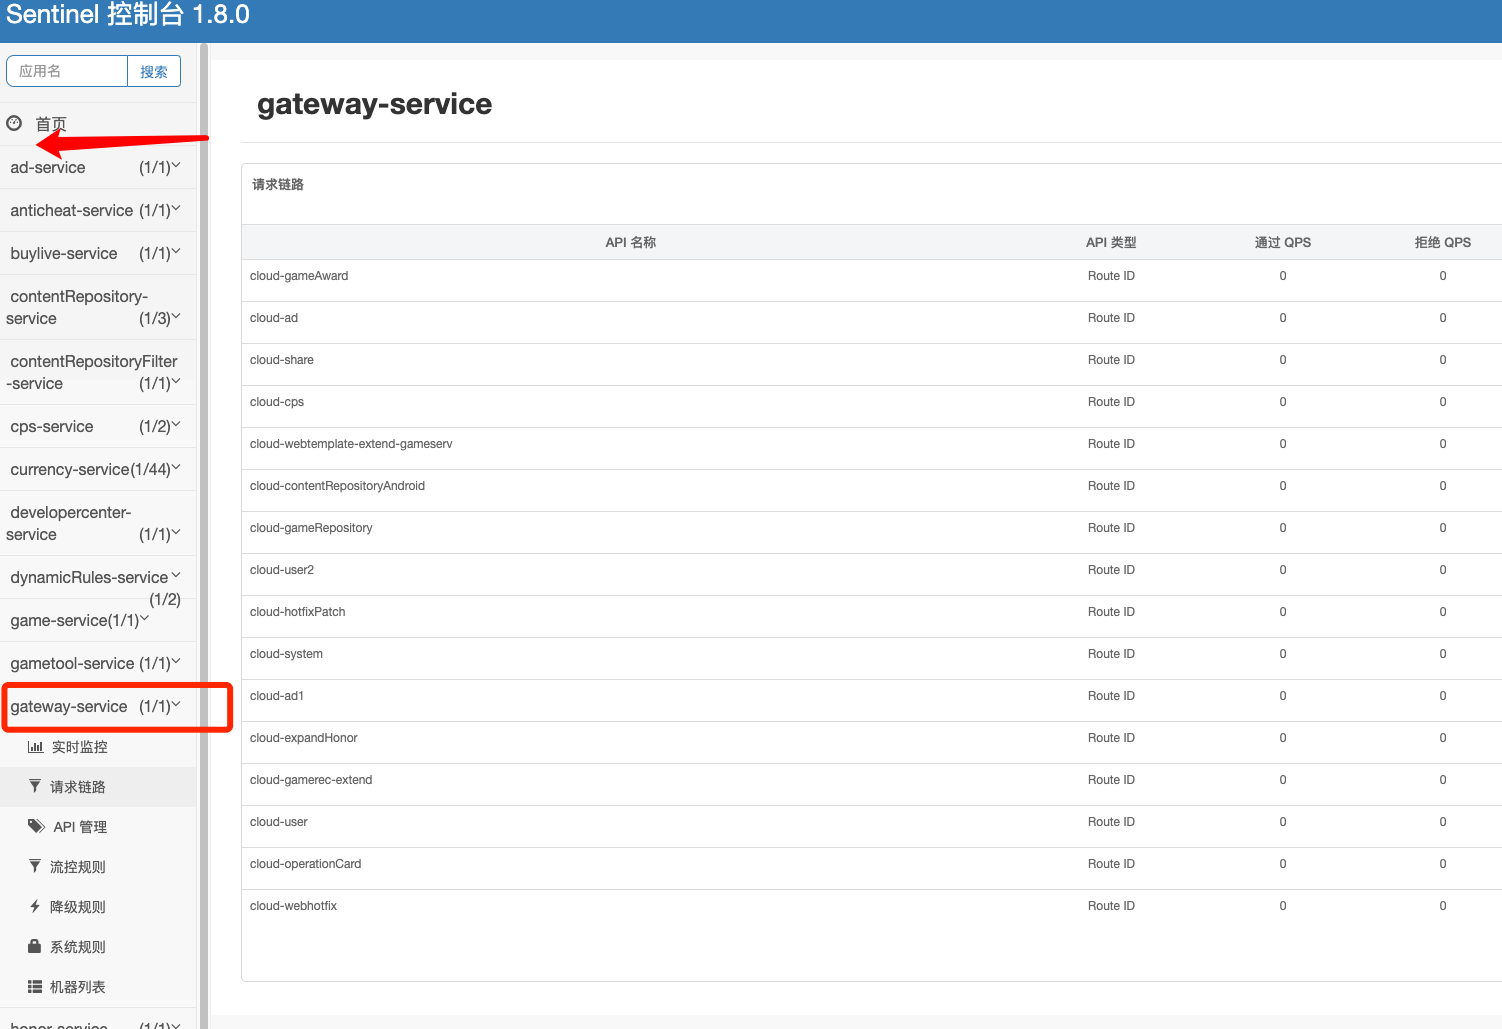 Sentinel 控制台 1.8.0
应用名 搜索
首页
ad-service (1/1)
anticheat-service (1/1)
buylive-service (1/1)
contentRepository-
service (1/3)
contentRepositoryFilter
-service (1/1)
cps-service (1/2)
currency-service(1/44)
developercenter-
service (1/1)
dynamicRules-service
(1/2)
game-service(1/1)
gametool-service (1/1)
gateway-service (1/1)
实时监控
请求链路
API 管理
流控规则
降级规则
系统规则
机器列表
honor-service (1/1)
gateway-service
请求链路
API 名称 API 类型 通过 QPS 拒绝 QPS
cloud-gameAward Route ID 0 0
cloud-ad Route ID 0 0
cloud-share Route ID 0 0
cloud-cps Route ID 0 0
cloud-webtemplate-extend-gameserv Route ID 0 0
cloud-contentRepositoryAndroid Route ID 0 0
cloud-gameRepository Route ID 0 0
cloud-user2 Route ID 0 0
cloud-hotfixPatch Route ID 0 0
cloud-system Route ID 0 0
cloud-ad1 Route ID 0 0
cloud-expandHonor Route ID 0 0
cloud-gamerec-extend Route ID 0 0
cloud-user Route ID 0 0
cloud-operationCard Route ID 0 0
cloud-webhotfix Route ID 0 0